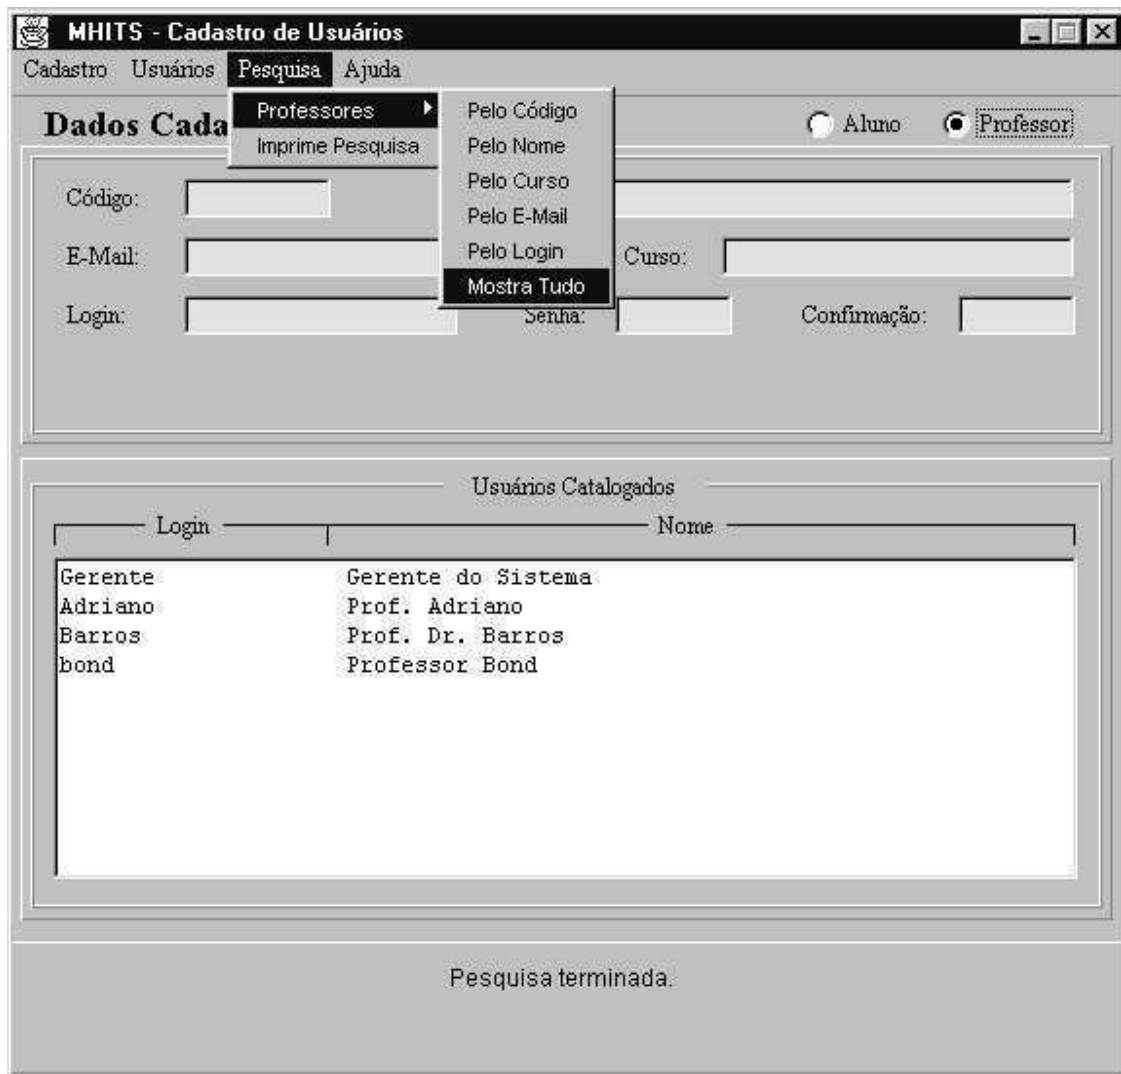 MHITS - Cadastro de Usuários
Cadastro Usuários Pesquisa Ajuda
Dados Cada
Professores
Imprime Pesquisa
Pelo Código
Pelo Nome
Pelo Curso
Pelo E-Mail
Pelo Login
Mostra Tudo
Aluno Professor
Código:
E-Mail: Curso:
Login: Senha: Confirmação:
Usuários Catalogados
Login Nome
Gerente Gerente do Sistema
Adriano Prof. Adriano
Barros Prof. Dr. Barros
bond Professor Bond
Pesquisa terminada.